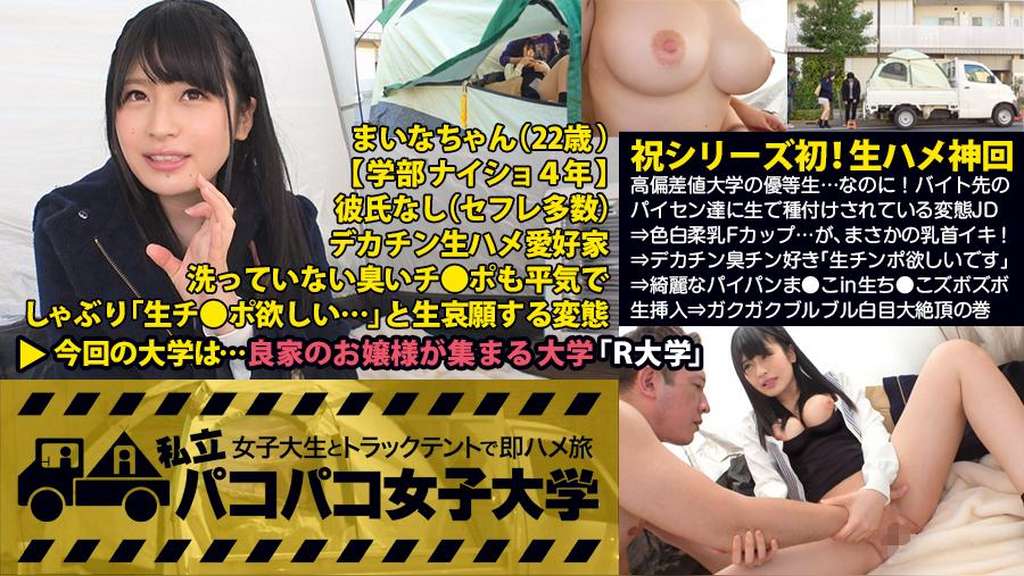 まいなちゃん(22歳)
【学部 ナイショ 4年】
彼氏なし(セフレ多数)
デカチン生ハメ愛好家
洗っていない臭いチ●ポも平気で
しゃぶり「生チ●ポ欲しい…」と生哀願する変態
▶今回の大学は…良家のお嬢様が集まる大学「R大学」
祝シリーズ初!生ハメ神回
高偏差値大学の優等生…なのに!バイト先の
パイセン達に生で種付けされている変態JD
⇒色白柔乳Fカップ…が、まさかの乳首イキ!
⇒デカチン臭チン好き「生チンポ欲しいです」
⇒綺麗なパイパンま●こin生ち●こズボズボ
生挿入⇒ガクガクブルブル白目大絶頂の巻
私立 女子大生とトラックテントで即ハメ旅
パコパコ女子大学